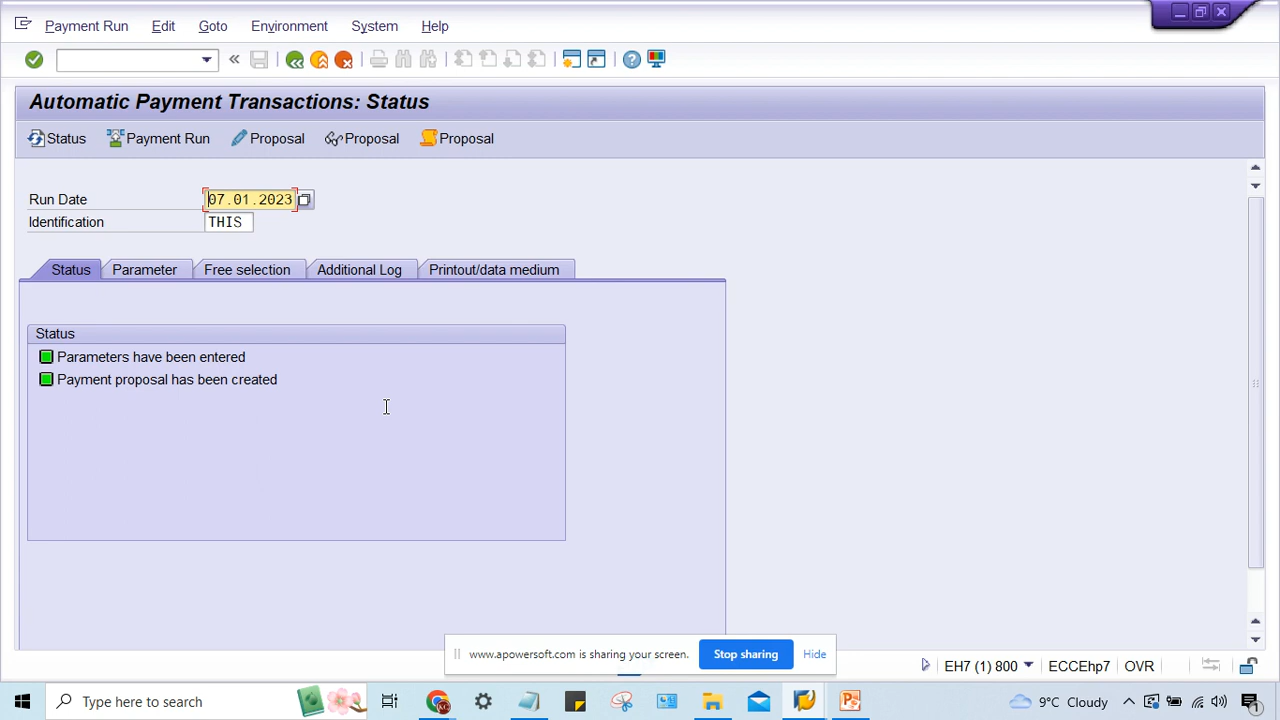 Payment Run Edit Goto Environment System Help
Automatic Payment Transactions: Status
Status Payment Run Proposal Proposal Proposal
Run Date 07.01.2023
Identification THIS
Status Parameter Free selection Additional Log Printout/data medium
Status
Parameters have been entered
Payment proposal has been created
www.apowersoft.com is sharing your screen. Stop sharing Hide
EH7 (1) 800 ECCEhp7 OVR
Type here to search 9°C Cloudy 1